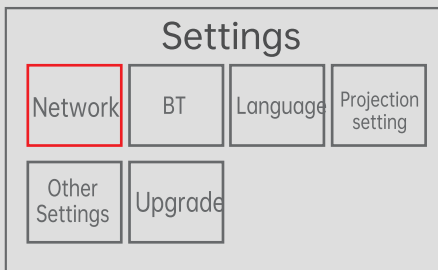 Settings
Network
BT
Language
Projection
setting
Other
Settings
Upgrade